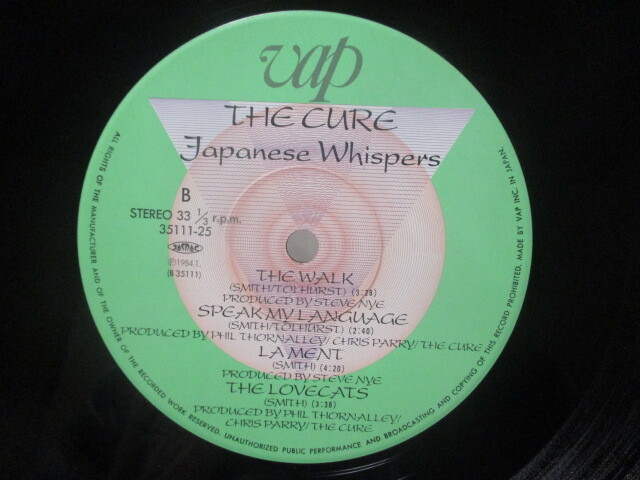 vap
THE CURE
Japanese Whispers
B
STEREO 33 1/3 r.p.m.
35111-25
Ⓟ1984 I.
(B 35111)
THE WALK
(SMITH/TOLHURST) (3:28)
PRODUCED BY STEVE NYE
SPEAK MY LANGUAGE
(SMITH/TOLHURST) (2:40)
PRODUCED BY PHIL THORNALLEY/CHRIS PARRY/THE CURE
LAMENT
(SMITH) (4:20)
PRODUCED BY STEVE NYE
THE LOVECATS
(SMITH) (3:38)
PRODUCED BY PHIL THORNALLEY/
CHRIS PARRY/THE CURE
ALL RIGHTS OF THE MANUFACTURER AND OF THE OWNER OF THE RECORDED WORK RESERVED. UNAUTHORIZED PUBLIC PERFORMANCE AND BROADCASTING AND COPYING OF THIS RECORD PROHIBITED. MADE BY VAP INC. IN JAPAN.